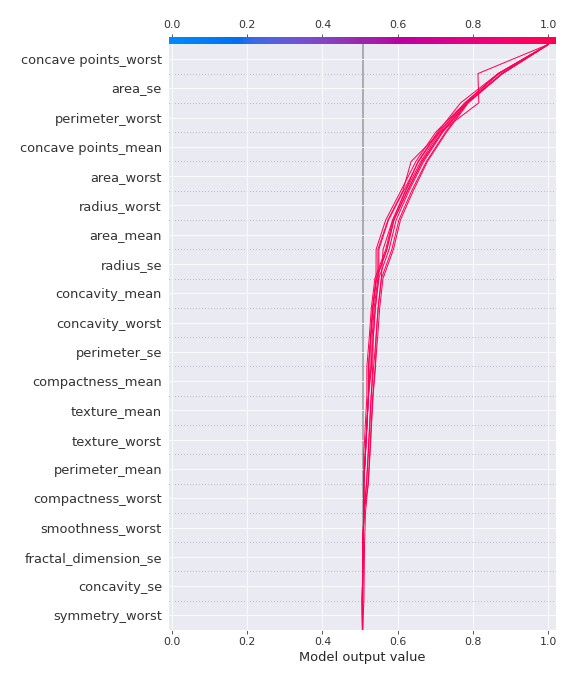 0.0 0.2 0.4 0.6 0.8 1.0
concave points_worst
area_se
perimeter_worst
concave points_mean
area_worst
radius_worst
area_mean
radius_se
concavity_mean
concavity_worst
perimeter_se
compactness_mean
texture_mean
texture_worst
perimeter_mean
compactness_worst
smoothness_worst
fractal_dimension_se
concavity_se
symmetry_worst
0.0 0.2 0.4 0.6 0.8 1.0
Model output value